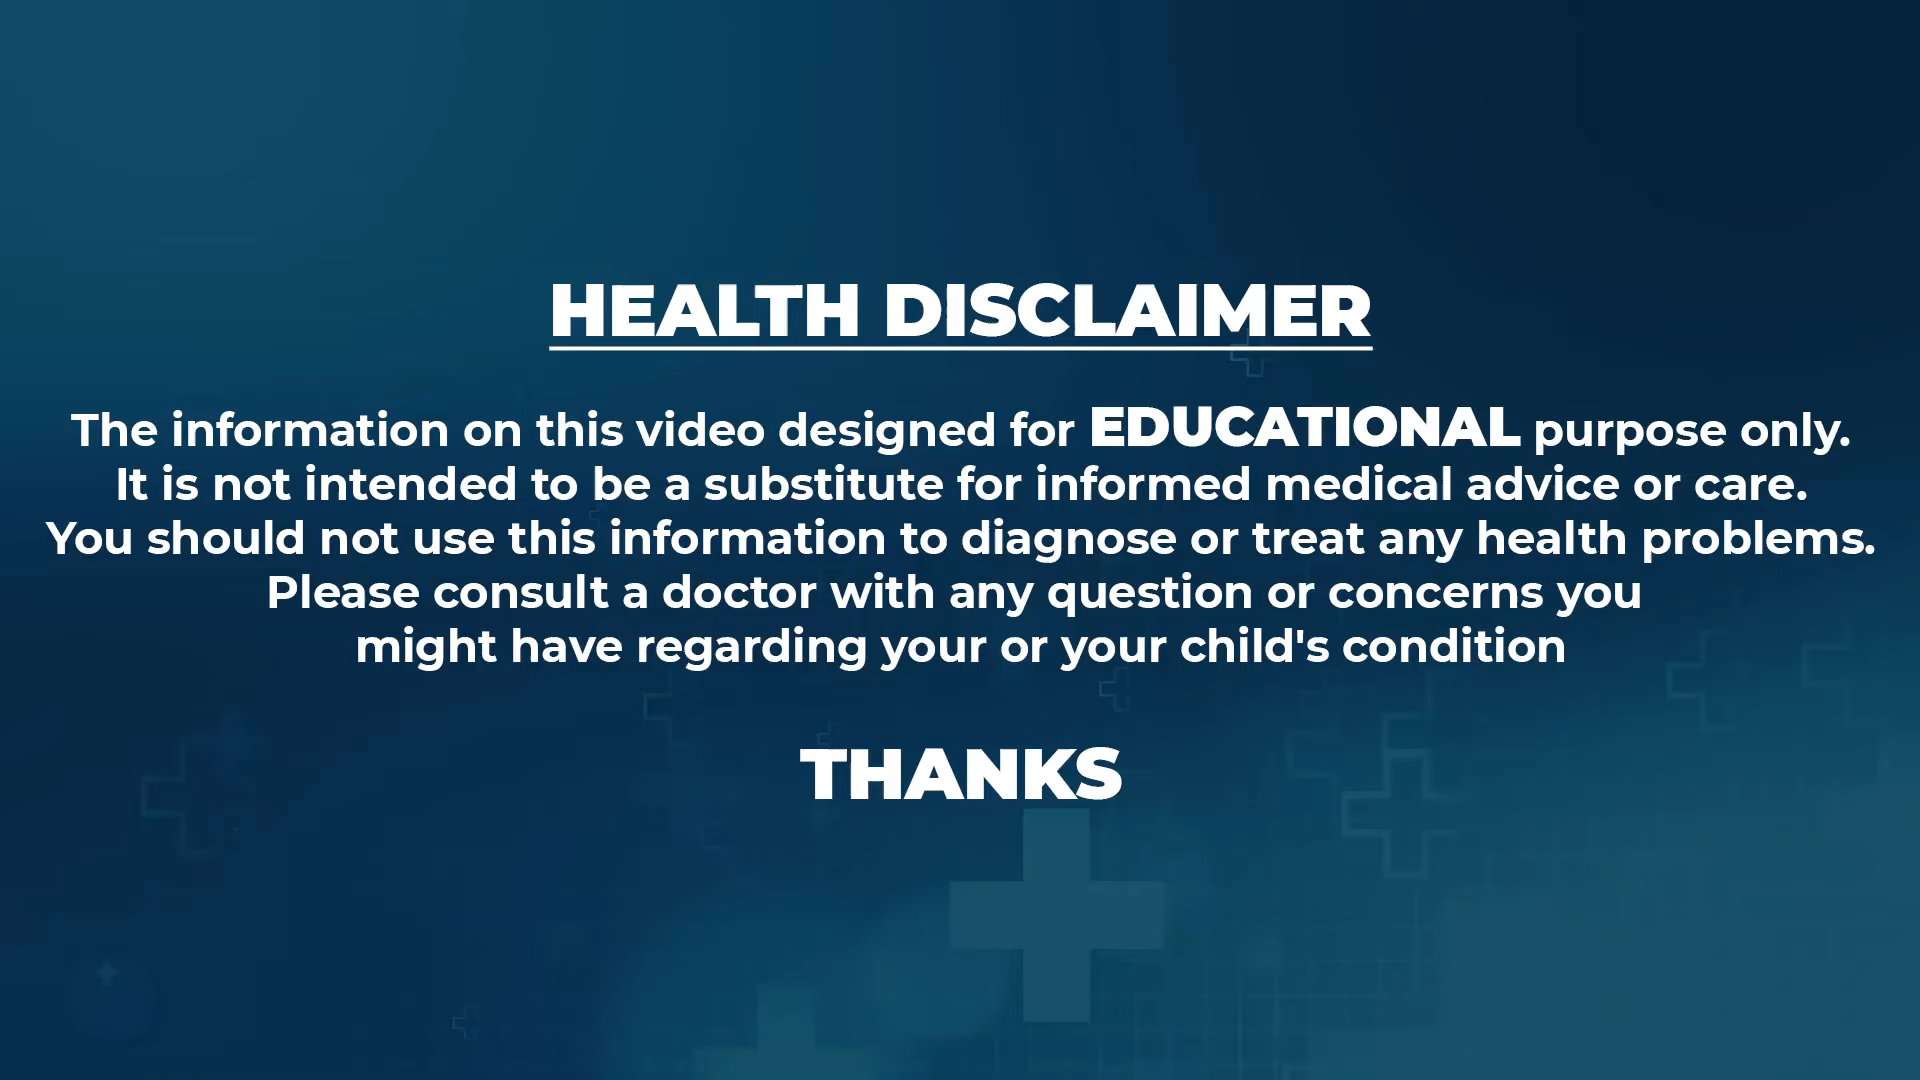 HEALTH DISCLAIMER
The information on this video designed for EDUCATIONAL purpose only.
It is not intended to be a substitute for informed medical advice or care.
You should not use this information to diagnose or treat any health problems.
Please consult a doctor with any question or concerns you
might have regarding your or your child's condition
THANKS